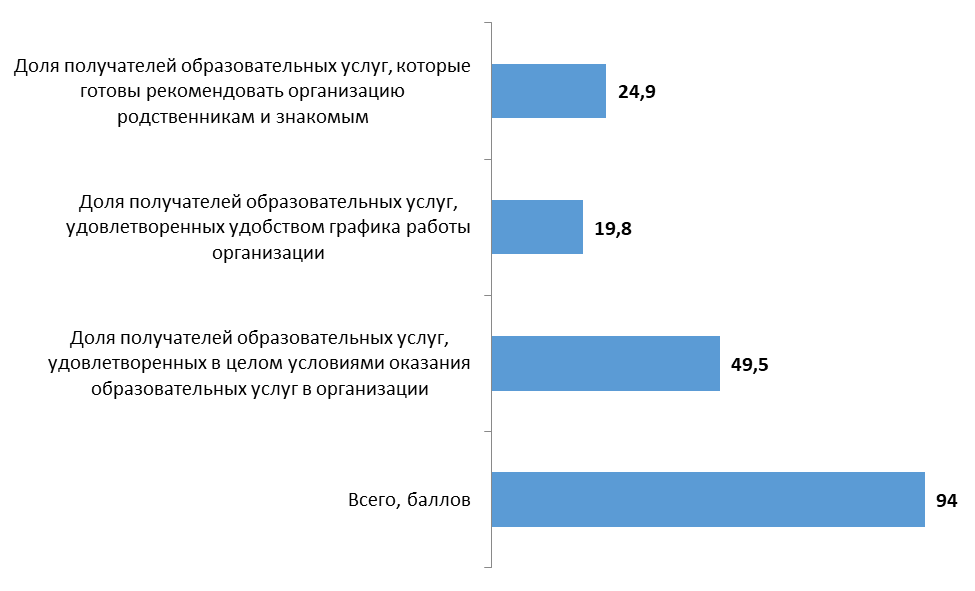 Доля получателей образовательных услуг, которые
готовы рекомендовать организацию
родственникам и знакомым
24,9
Доля получателей образовательных услуг,
удовлетворенных удобством графика работы
организации
19,8
Доля получателей образовательных услуг,
удовлетворенных в целом условиями оказания
образовательных услуг в организации
49,5
Всего, баллов
94